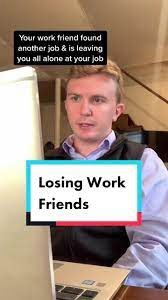 Your work friend found
another job & is leaving
you all alone at your job
Losing Work
Friends